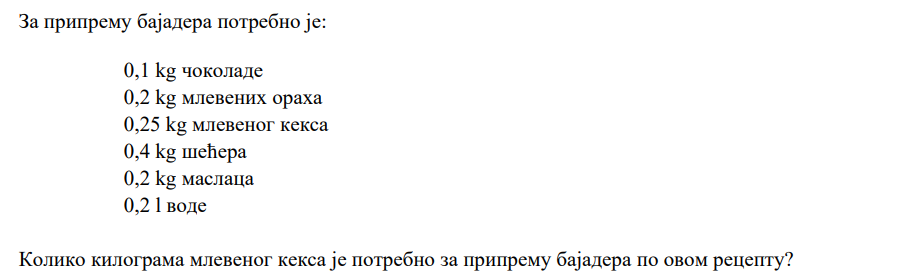 За припрему бајадера потребно је:
0,1 kg чоколаде
0,2 kg млевених ораха
0,25 kg млевеног кекса
0,4 kg шећера
0,2 kg маслаца
0,2 l воде
Колико килограма млевеног кекса је потребно за припрему бајадера по овом рецепту?